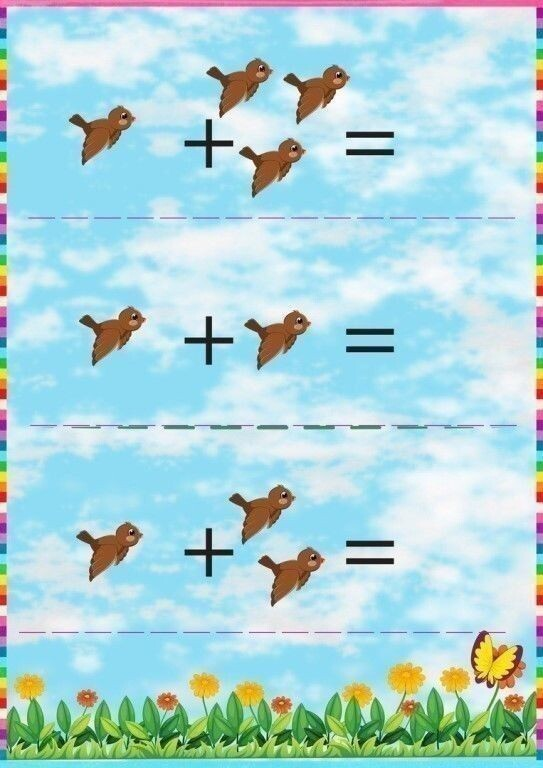 + =
+ =
+ =